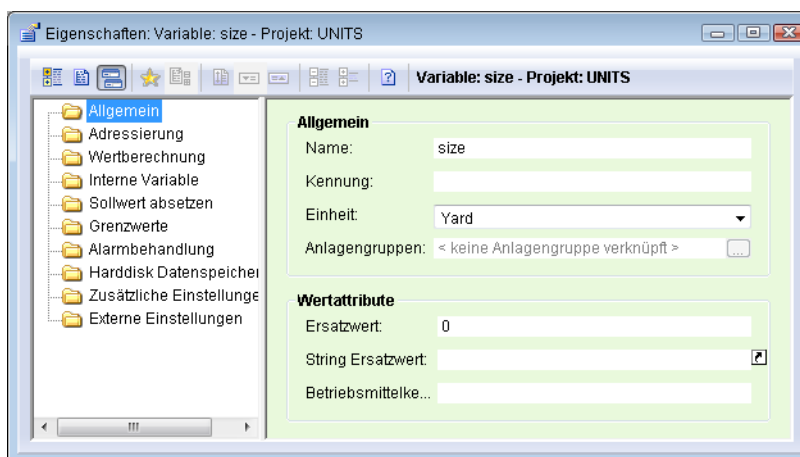 Eigenschaften: Variable: size - Projekt: UNITS
Variable: size - Projekt: UNITS
Allgemein
Adressierung
Wertberechnung
Interne Variable
Sollwert absetzen
Grenzwerte
Alarmbehandlung
Harddisk Datenspeicher
Zusätzliche Einstellunge
Externe Einstellungen
Allgemein
Name: size
Kennung:
Einheit: Yard
Anlagengruppen: < keine Anlagengruppe verknüpft > ...
Wertattribute
Ersatzwert: 0
String Ersatzwert:
Betriebsmittelke...